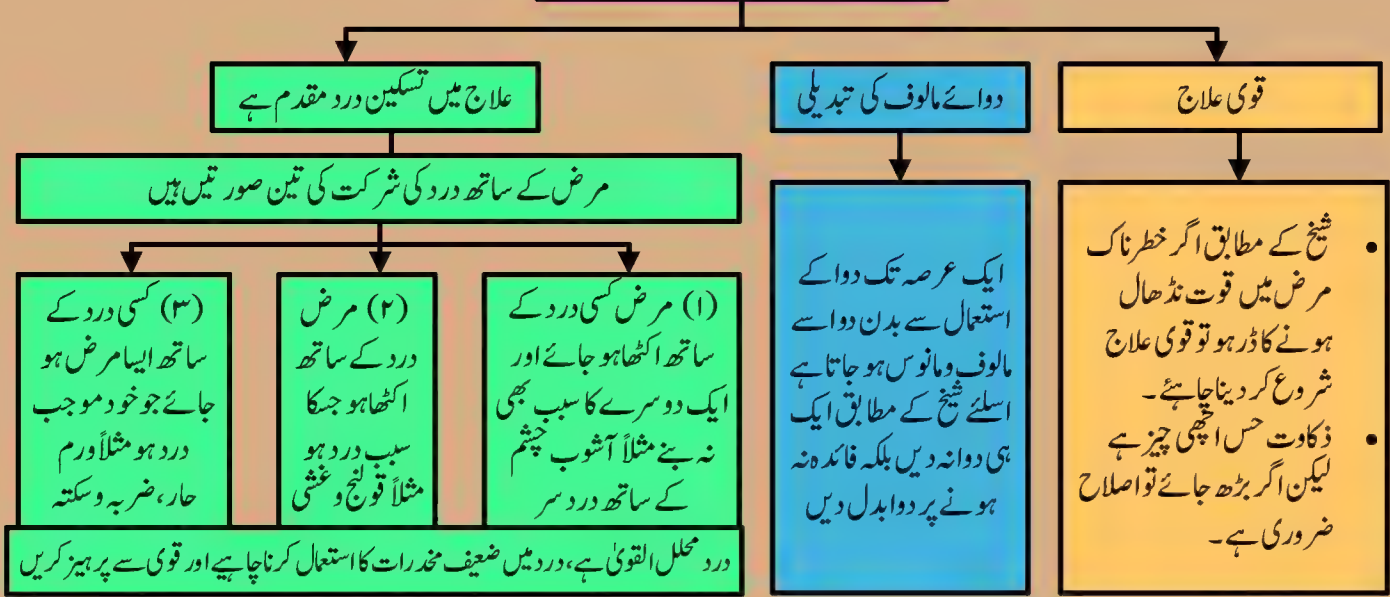 قوی علاج
دوائے مالوف کی تبدیلی
علاج میں تسکین درد مقدم ہے
• شیخ کے مطابق اگر خطرناک
مرض میں قوت نڈھال
ہونے کا ڈر ہو تو قوی علاج
شروع کر دینا چاہئے۔
• ذکاوت حس اچھی چیز ہے
لیکن اگر بڑھ جائے تو اصلاح
ضروری ہے۔
ایک عرصہ تک دوا کے
استعمال سے بدن دوا سے
مالوف و مانوس ہو جاتا ہے
اسلئے شیخ کے مطابق ایک
ہی دوا نہ دیں بلکہ فائدہ نہ
ہونے پر دوا بدل دیں
مرض کے ساتھ درد کی شرکت کی تین صورتیں ہیں
(۱) مرض کسی درد کے
ساتھ اکٹھا ہو جائے اور
ایک دوسرے کا سبب بھی
نہ بنے مثلاً آشوب چشم
کے ساتھ درد سر
(۲) مرض
درد کے ساتھ
اکٹھا ہو جسکا
سبب درد ہو
مثلاً قولنج و غشی
(۳) کسی درد کے
ساتھ ایسا مرض ہو
جائے جو خود موجب
درد ہو مثلاً ورم
حار، ضربہ و سکتہ
درد محلل القویٰ ہے، درد میں ضعیف مخدرات کا استعمال کرنا چاہیے اور قوی سے پرہیز کریں